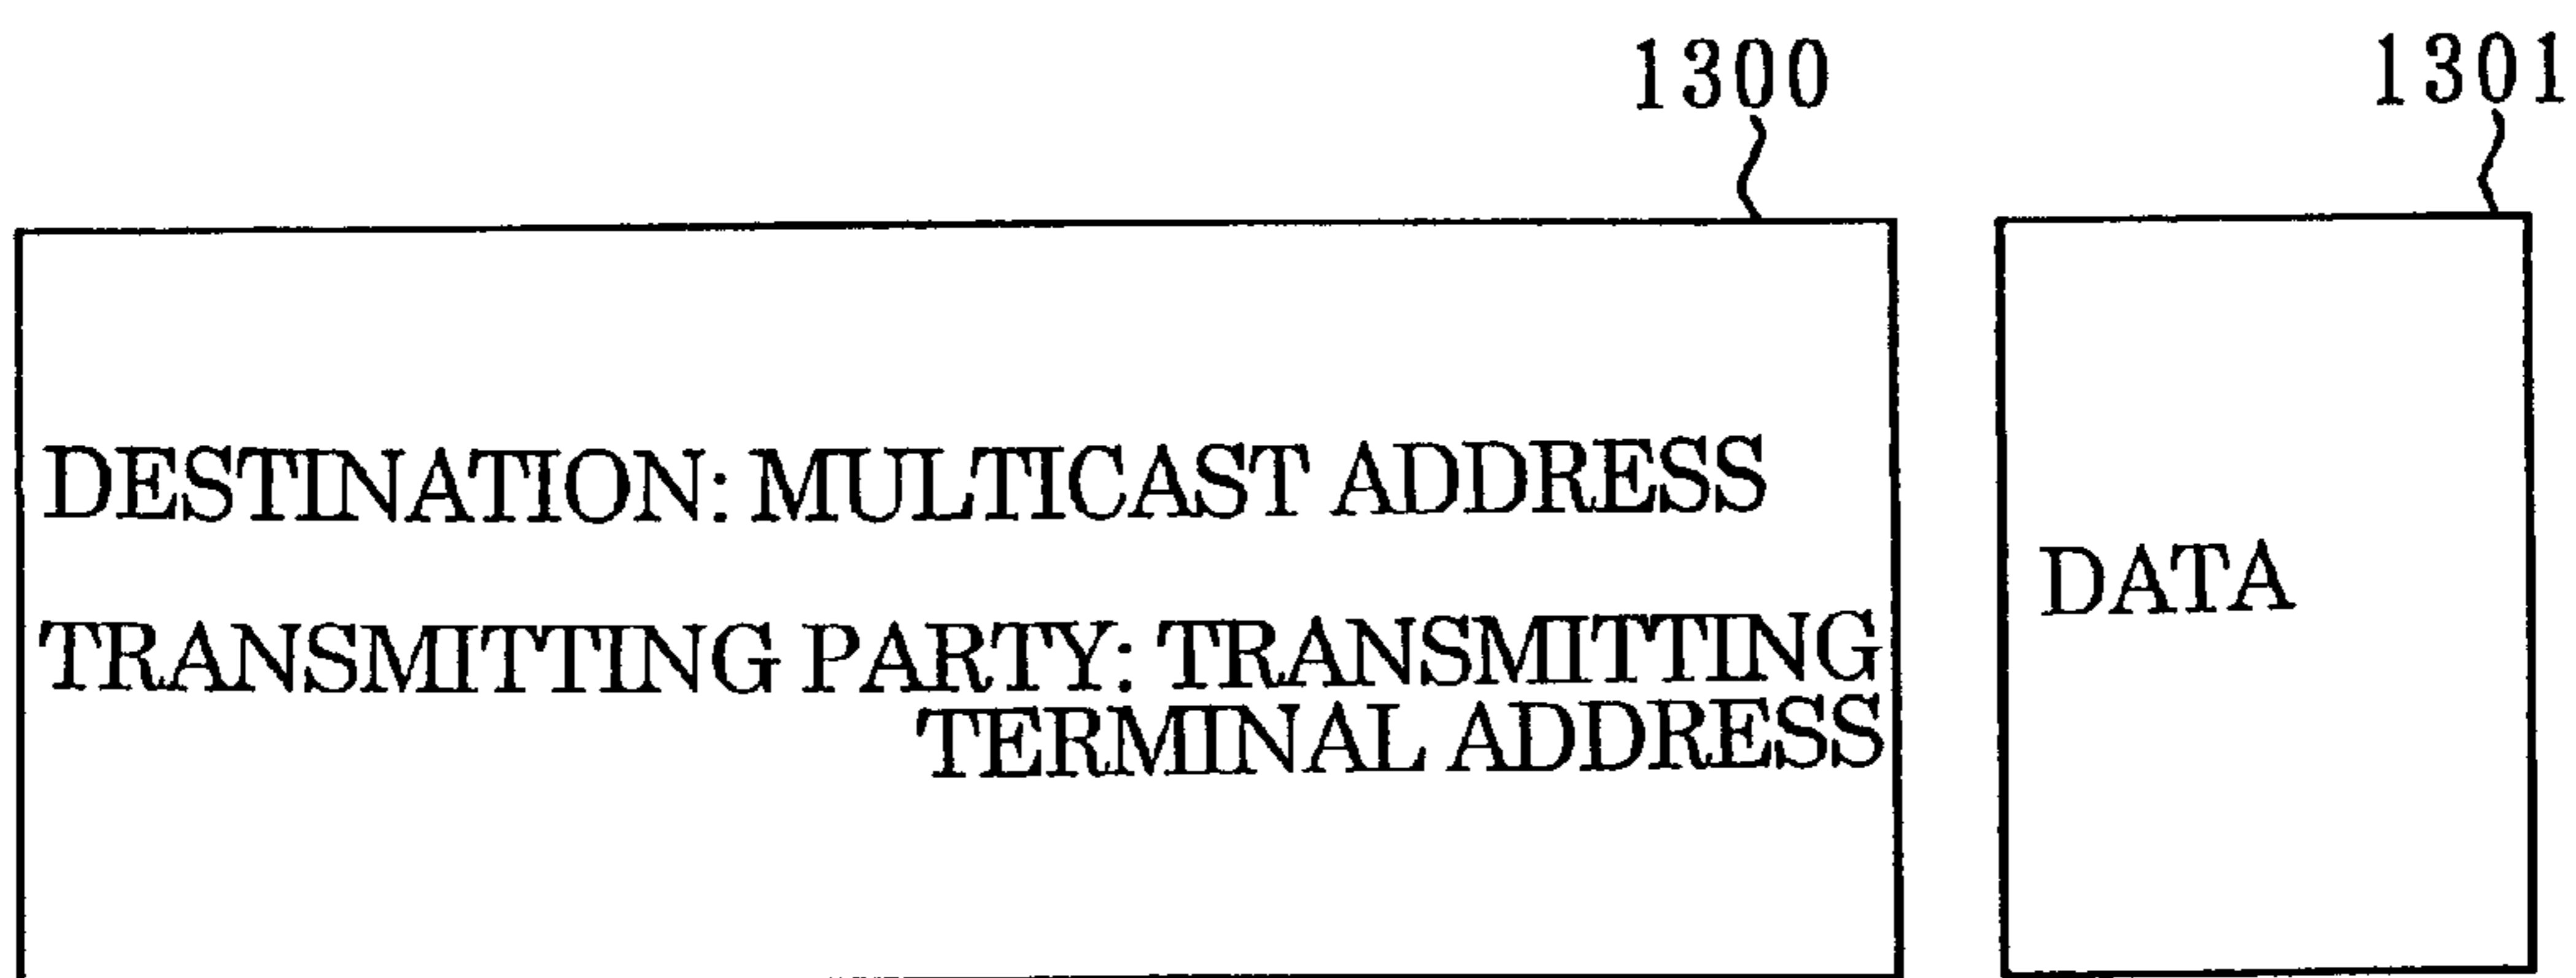 1300
1301
DESTINATION: MULTICAST ADDRESS
TRANSMITTING PARTY: TRANSMITTING
TERMINAL ADDRESS
DATA